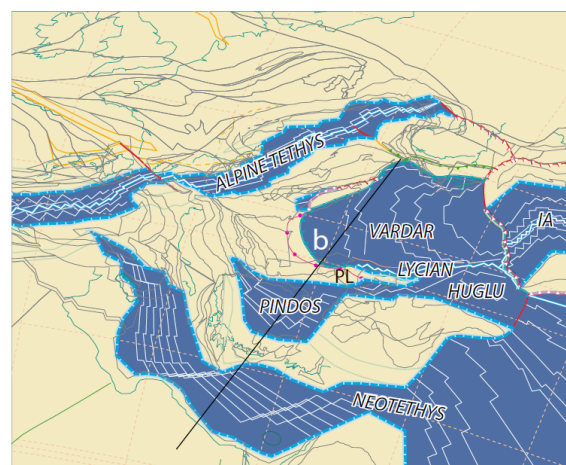 ALPINE TETHYS
IA
b
VARDAR
LYCIAN
PL
HUGLU
PINDOS
NEOTETHYS